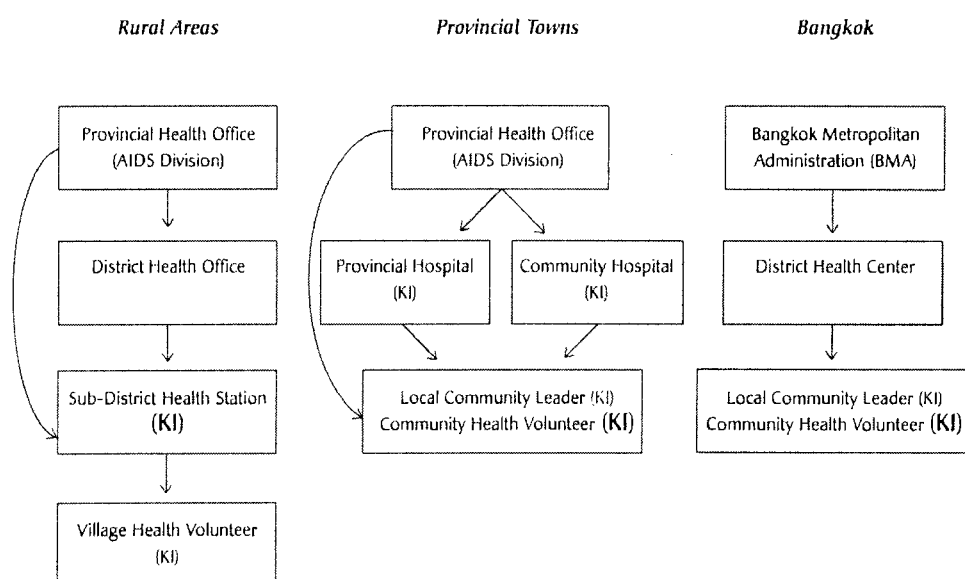 Rural Areas
Provincial Health Office
(AIDS Division)
District Health Office
Sub-District Health Station
(KI)
Village Health Volunteer
(KI)
Provincial Towns
Provincial Health Office
(AIDS Division)
Provincial Hospital
(KI)
Community Hospital
(KI)
Local Community Leader (KI)
Community Health Volunteer (KI)
Bangkok
Bangkok Metropolitan
Administration (BMA)
District Health Center
Local Community Leader (KI)
Community Health Volunteer (KI)